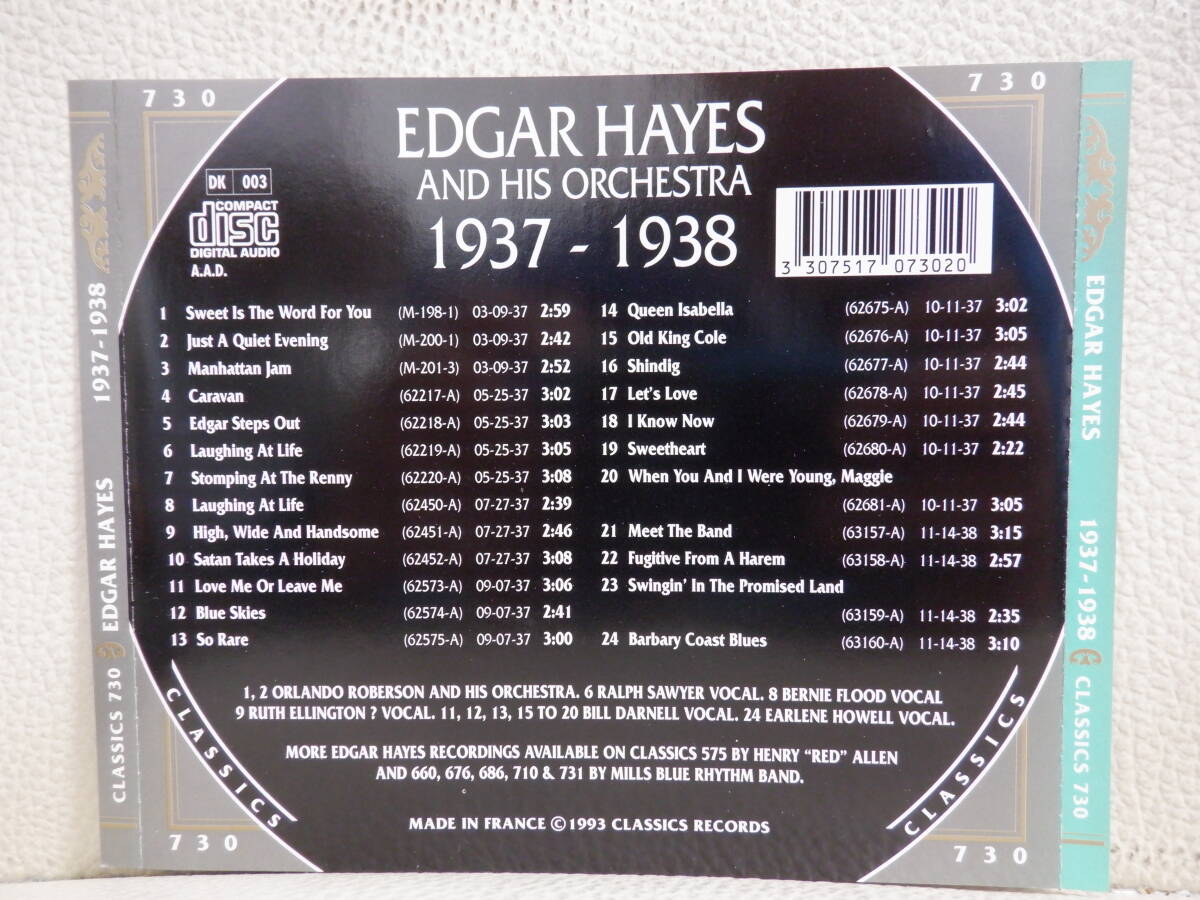 730
730
EDGAR HAYES
AND HIS ORCHESTRA
1937 - 1938
DK 003
COMPACT
disc
DIGITAL AUDIO
A.A.D.
3 307517 073020
1 Sweet Is The Word For You (M-198-1) 03-09-37 2:59
2 Just A Quiet Evening (M-200-1) 03-09-37 2:42
3 Manhattan Jam (M-201-3) 03-09-37 2:52
4 Caravan (62217-A) 05-25-37 3:02
5 Edgar Steps Out (62218-A) 05-25-37 3:03
6 Laughing At Life (62219-A) 05-25-37 3:05
7 Stomping At The Renny (62220-A) 05-25-37 3:08
8 Laughing At Life (62450-A) 07-27-37 2:39
9 High, Wide And Handsome (62451-A) 07-27-37 2:46
10 Satan Takes A Holiday (62452-A) 07-27-37 3:08
11 Love Me Or Leave Me (62573-A) 09-07-37 3:06
12 Blue Skies (62574-A) 09-07-37 2:41
13 So Rare (62575-A) 09-07-37 3:00
14 Queen Isabella (62675-A) 10-11-37 3:02
15 Old King Cole (62676-A) 10-11-37 3:05
16 Shindig (62677-A) 10-11-37 2:44
17 Let's Love (62678-A) 10-11-37 2:45
18 I Know Now (62679-A) 10-11-37 2:44
19 Sweetheart (62680-A) 10-11-37 2:22
20 When You And I Were Young, Maggie
(62681-A) 10-11-37 3:05
21 Meet The Band (63157-A) 11-14-38 3:15
22 Fugitive From A Harem (63158-A) 11-14-38 2:57
23 Swingin' In The Promised Land
(63159-A) 11-14-38 2:35
24 Barbary Coast Blues (63160-A) 11-14-38 3:10
1, 2 ORLANDO ROBERSON AND HIS ORCHESTRA. 6 RALPH SAWYER VOCAL. 8 BERNIE FLOOD VOCAL
9 RUTH ELLINGTON ? VOCAL. 11, 12, 13, 15 TO 20 BILL DARNELL VOCAL. 24 EARLENE HOWELL VOCAL.
MORE EDGAR HAYES RECORDINGS AVAILABLE ON CLASSICS 575 BY HENRY "RED" ALLEN
AND 660, 676, 686, 710 & 731 BY MILLS BLUE RHYTHM BAND.
MADE IN FRANCE © 1993 CLASSICS RECORDS
CLASSICS
CLASSICS
730
730
CLASSICS 730 EDGAR HAYES 1937-1938
EDGAR HAYES 1937-1938 CLASSICS 730